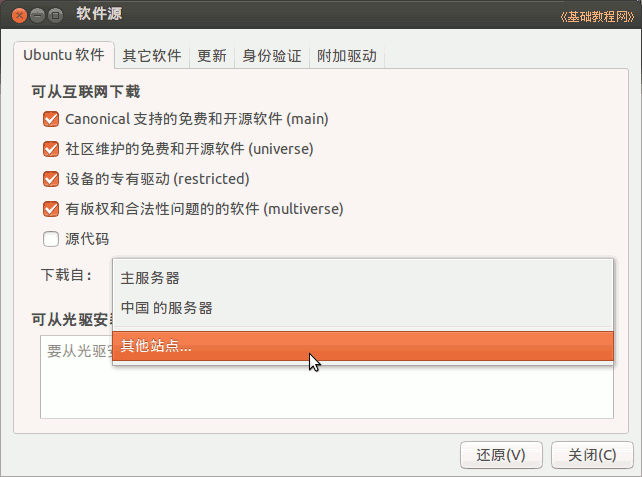 软件源
《基础教程网》
Ubuntu 软件 其它软件 更新 身份验证 附加驱动
可从互联网下载
Canonical 支持的免费和开源软件 (main)
社区维护的免费和开源软件 (universe)
设备的专有驱动 (restricted)
有版权和合法性问题的的软件 (multiverse)
源代码
下载自：
主服务器
中国 的服务器
可从光驱安
其他站点...
要从光驱安
还原(V) 关闭(C)